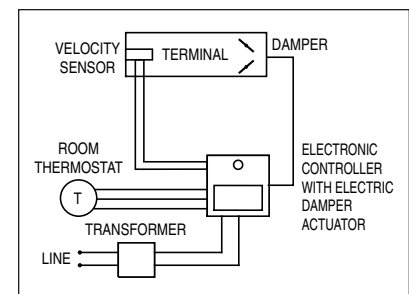 VELOCITY
SENSOR
TERMINAL
DAMPER
ROOM
THERMOSTAT
T
ELECTRONIC
CONTROLLER
WITH ELECTRIC
DAMPER
ACTUATOR
TRANSFORMER
LINE